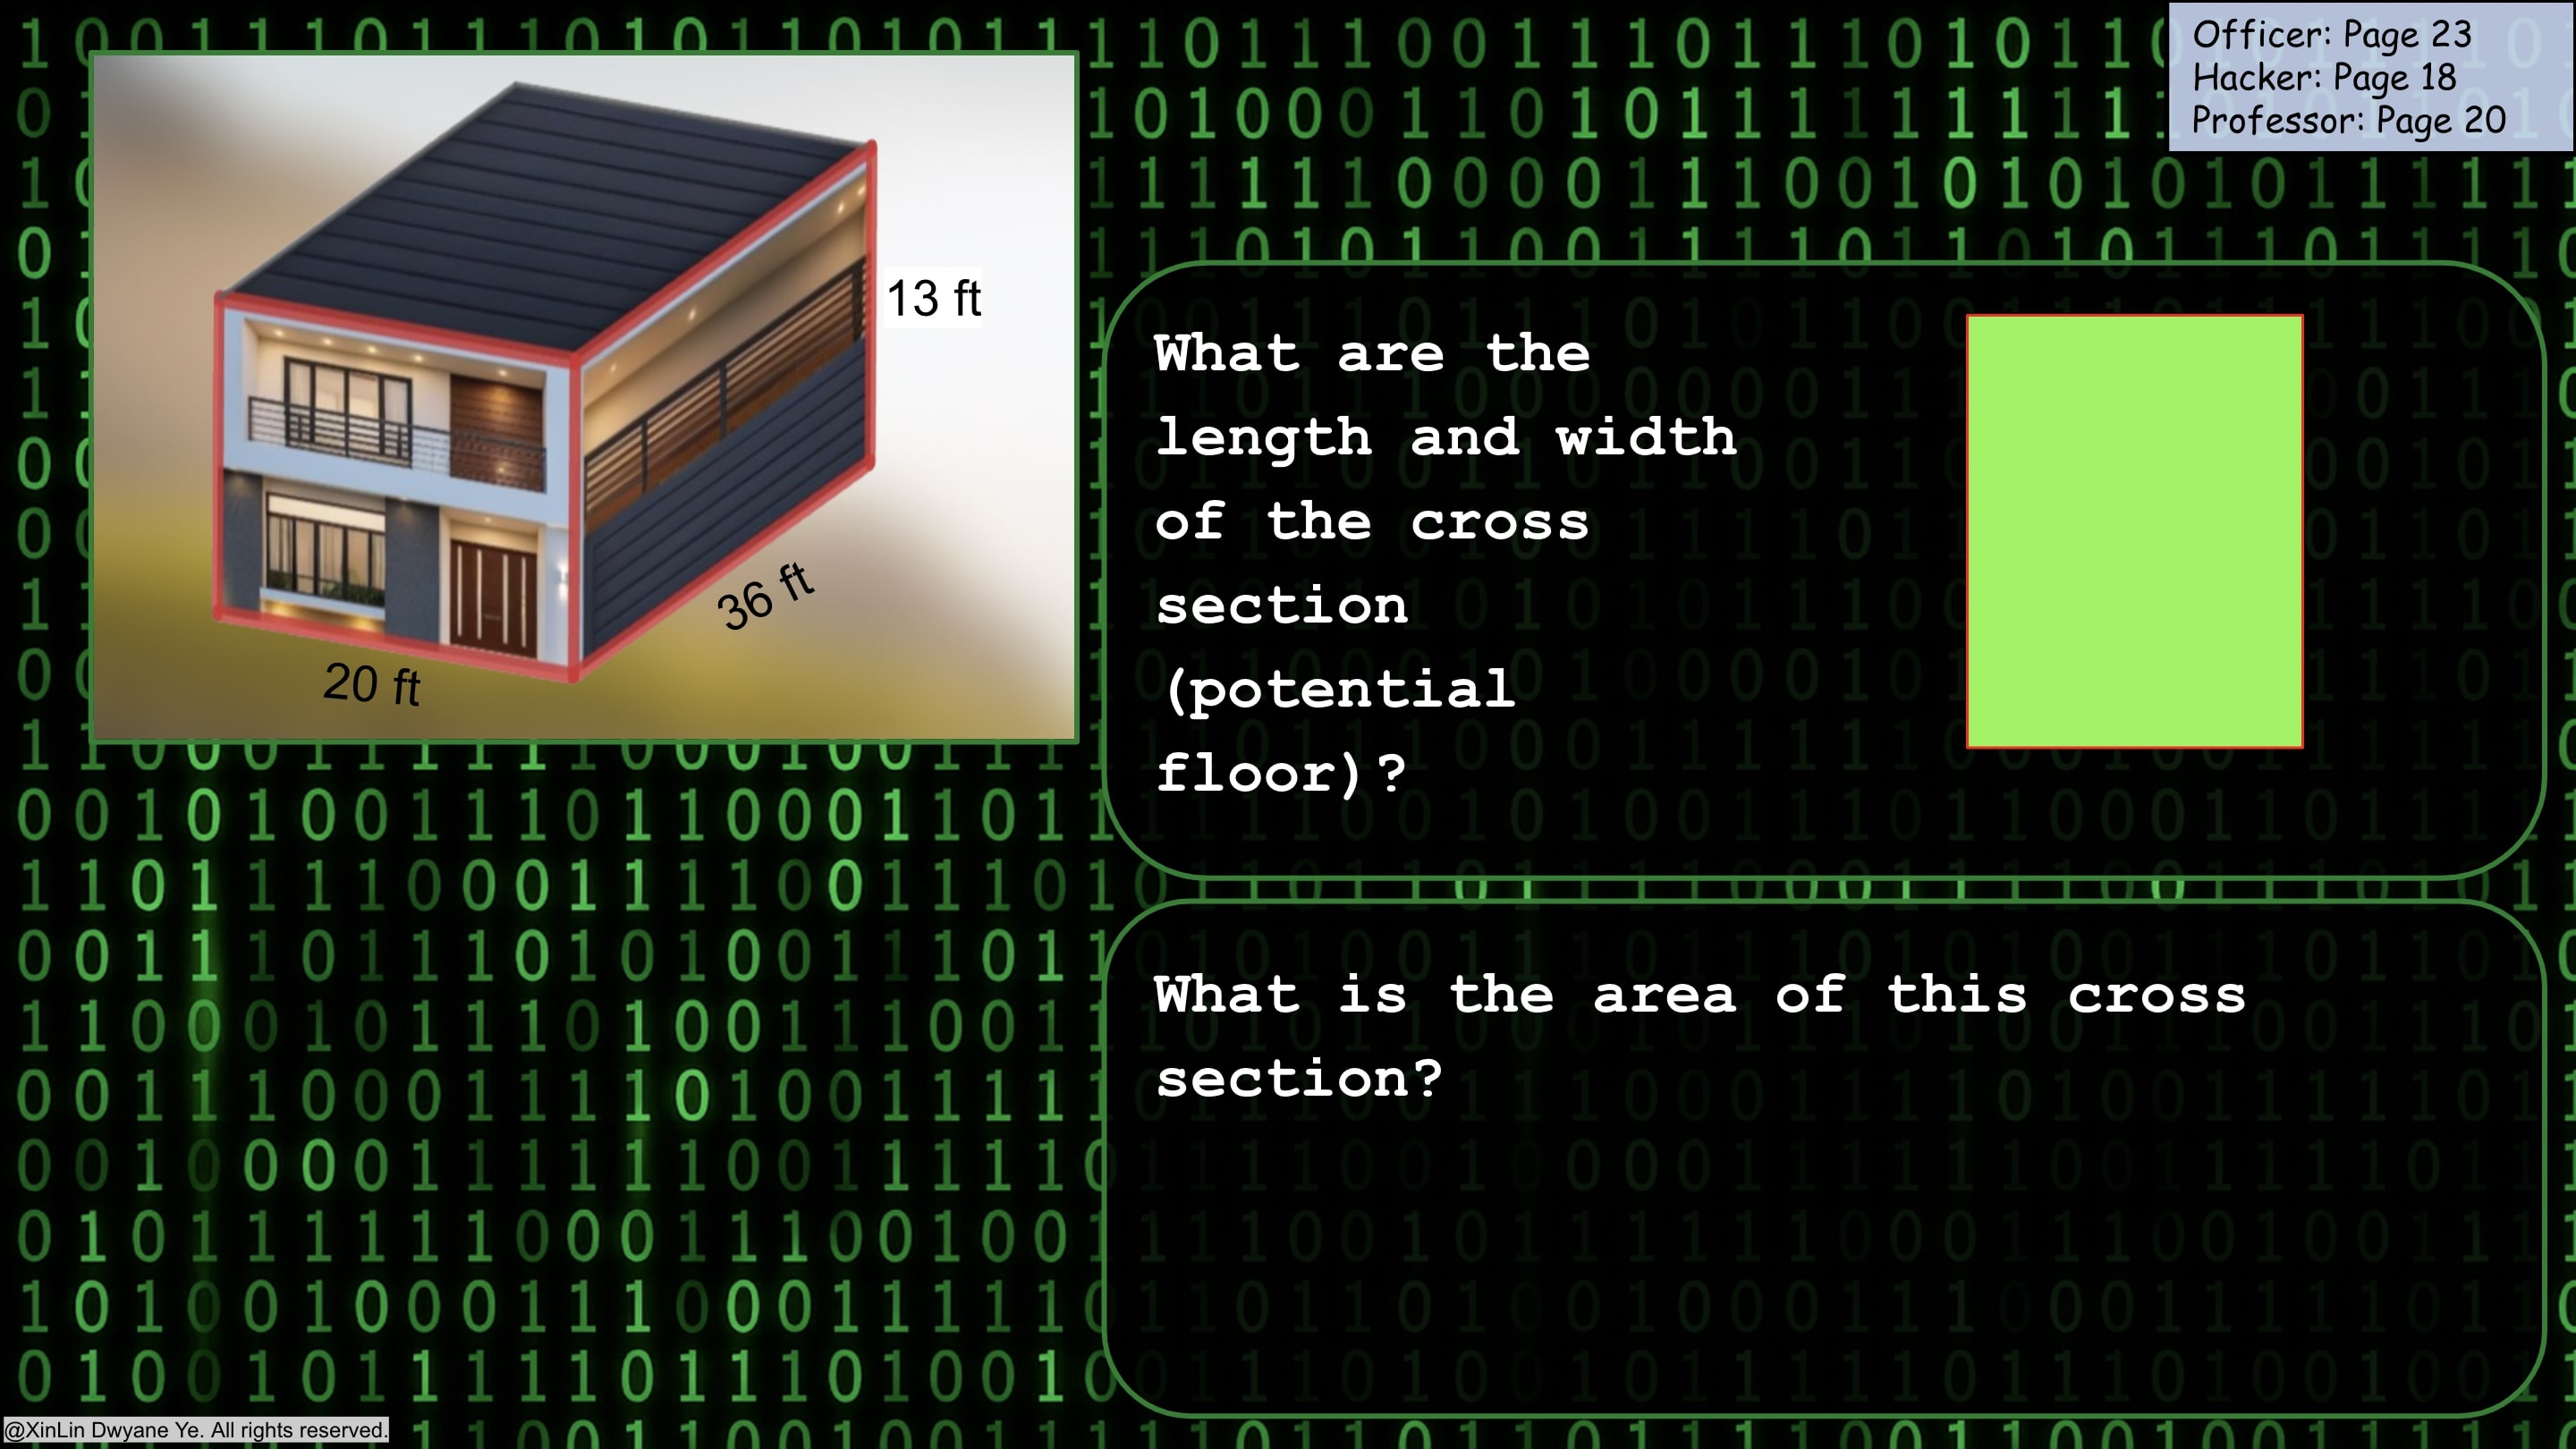 Officer: Page 23
Hacker: Page 18
Professor: Page 20
13 ft
36 ft
20 ft
What are the
length and width
of the cross
section
(potential
floor)?
What is the area of this cross
section?
@XinLin Dwyane Ye. All rights reserved.